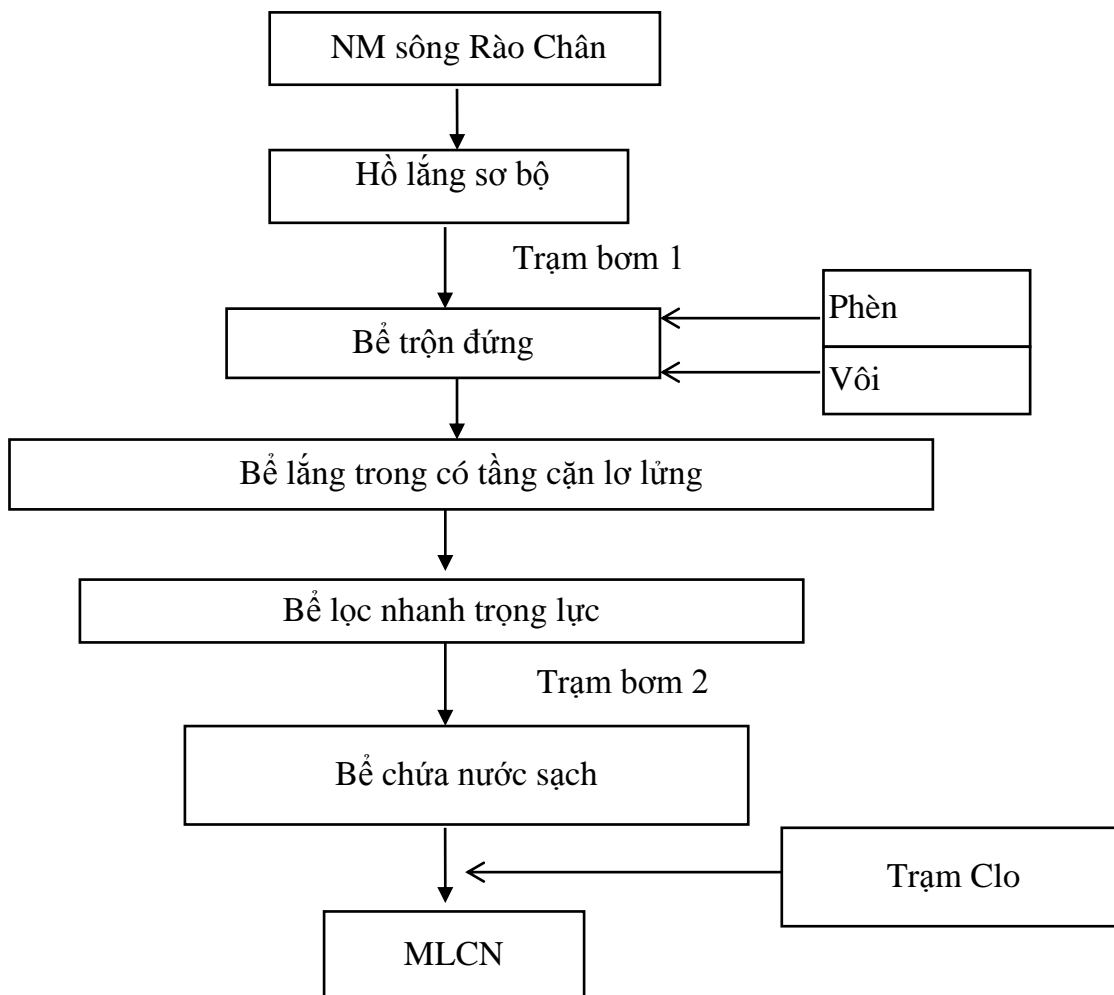 NM sông Rào Chân
Hồ lắng sơ bộ
Trạm bơm 1
Phèn
Bể trộn đứng
Vôi
Bể lắng trong có tầng cặn lơ lửng
Bể lọc nhanh trọng lực
Trạm bơm 2
Bể chứa nước sạch
Trạm Clo
MLCN